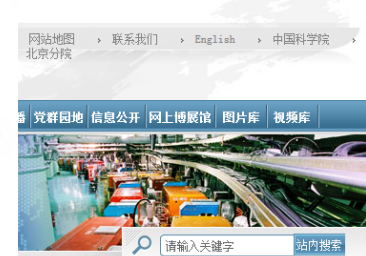 网站地图 › 联系我们 › English › 中国科学院 ›
北京分院
播 党群园地 信息公开 网上博展馆 图片库 视频库
请输入关键字 站内搜索